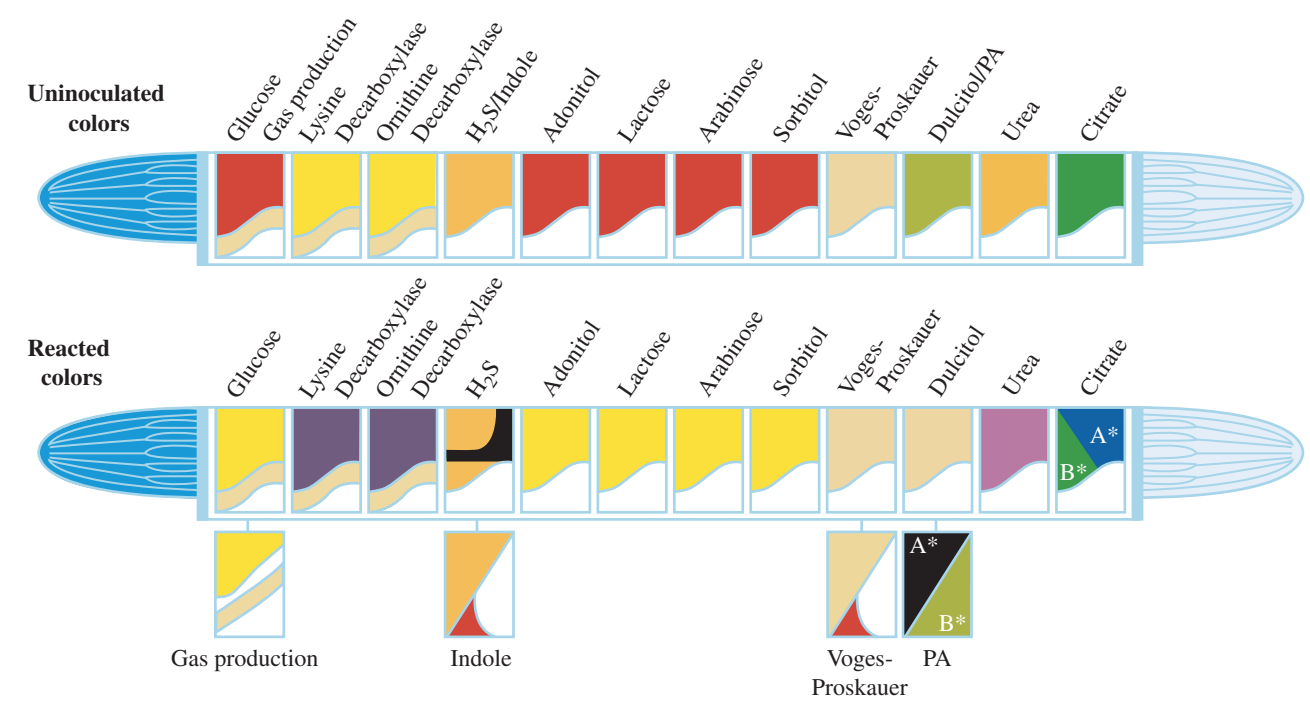 Uninoculated
colors
Glucose
Gas production
Lysine
Decarboxylase
Ornithine
Decarboxylase
H₂S/Indole
Adonitol
Lactose
Arabinose
Sorbitol
Voges-
Proskauer
Dulcitol/PA
Urea
Citrate
Reacted
colors
Glucose
Lysine
Decarboxylase
Ornithine
Decarboxylase
H₂S
Adonitol
Lactose
Arabinose
Sorbitol
Voges-
Proskauer
Dulcitol
Urea
Citrate
A*
B*
A*
B*
Gas production
Indole
Voges-
Proskauer
PA